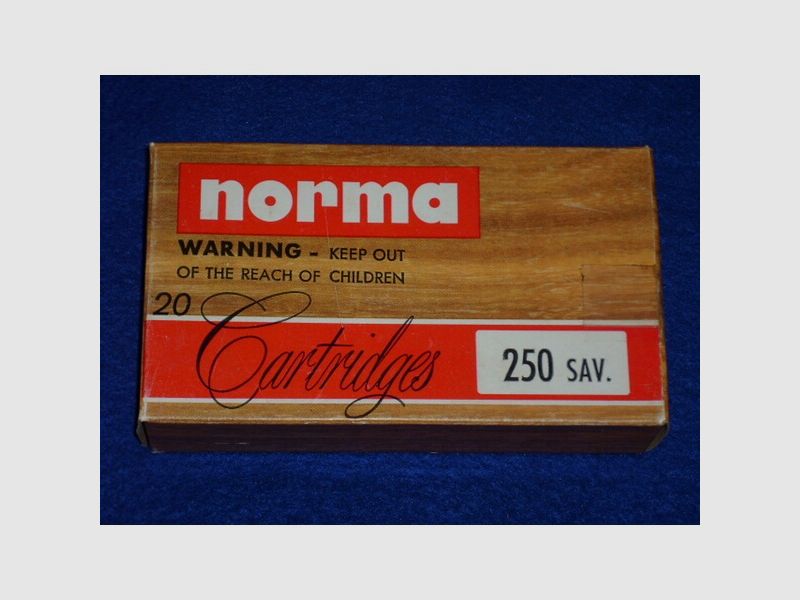 norma
WARNING - KEEP OUT
OF THE REACH OF CHILDREN
20 Cartridges
250 SAV.